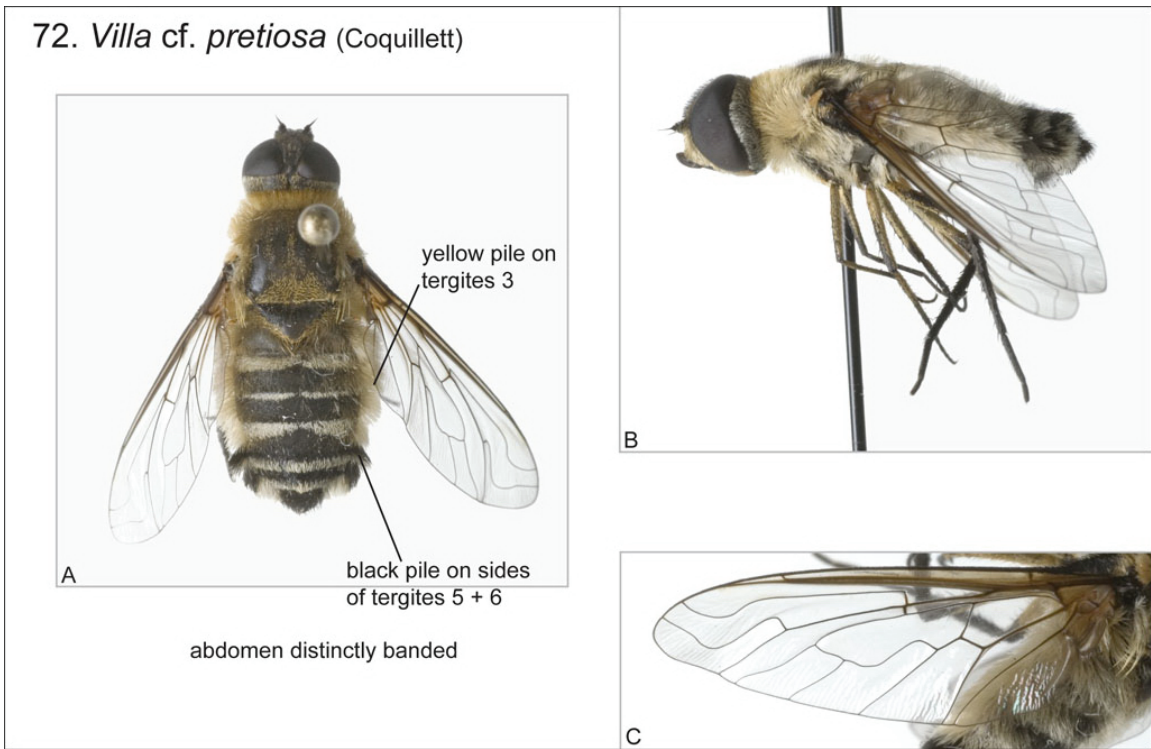 72. Villa cf. pretiosa (Coquillett)
yellow pile on
tergites 3
black pile on sides
of tergites 5 + 6
A
abdomen distinctly banded
B
C